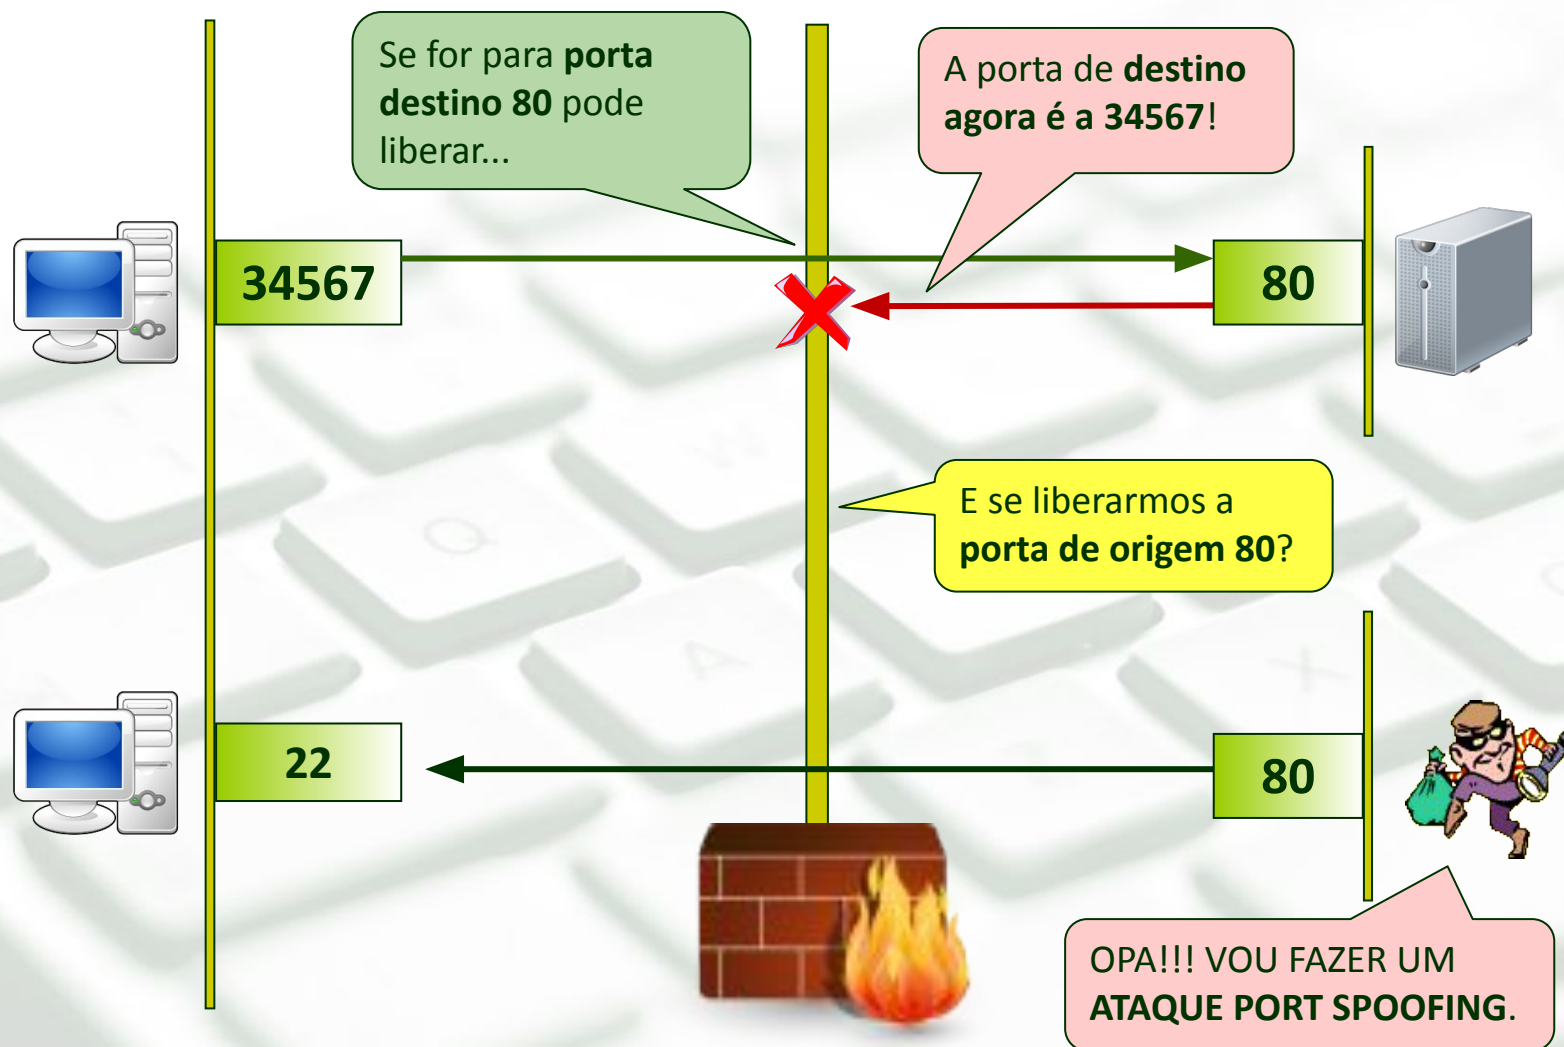 Se for para porta
destino 80 pode
liberar...
A porta de destino
agora é a 34567!
34567
80
E se liberarmos a
porta de origem 80?
22
80
OPA!!! VOU FAZER UM
ATAQUE PORT SPOOFING.